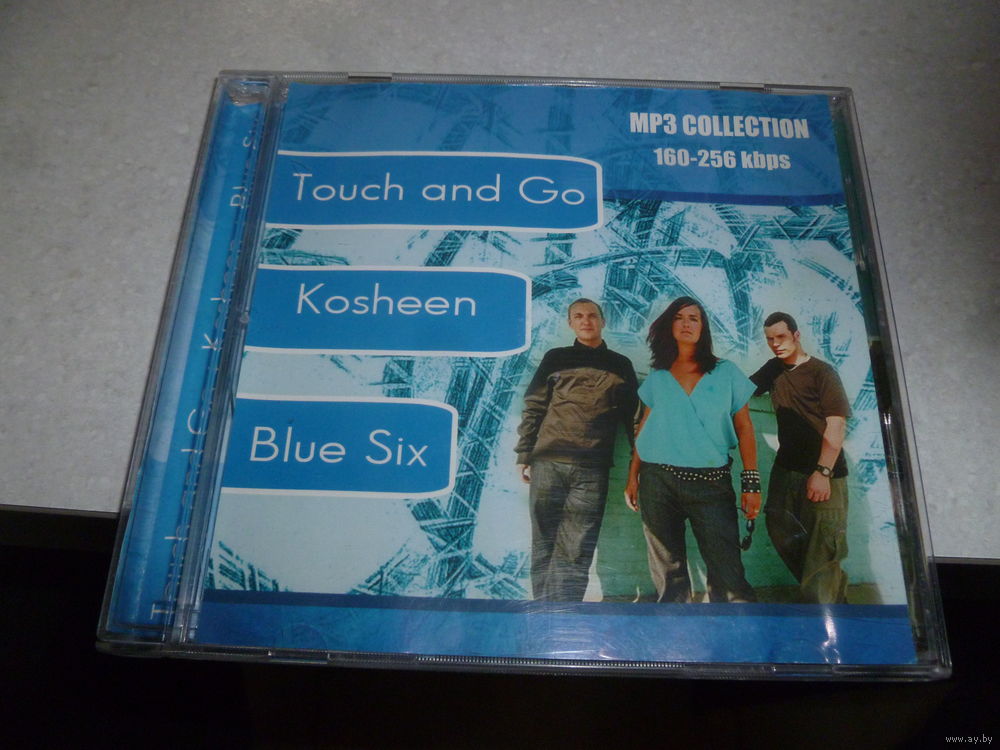 MP3 COLLECTION
160-256 kbps
Touch and Go
Kosheen
Blue Six
www.ay.by